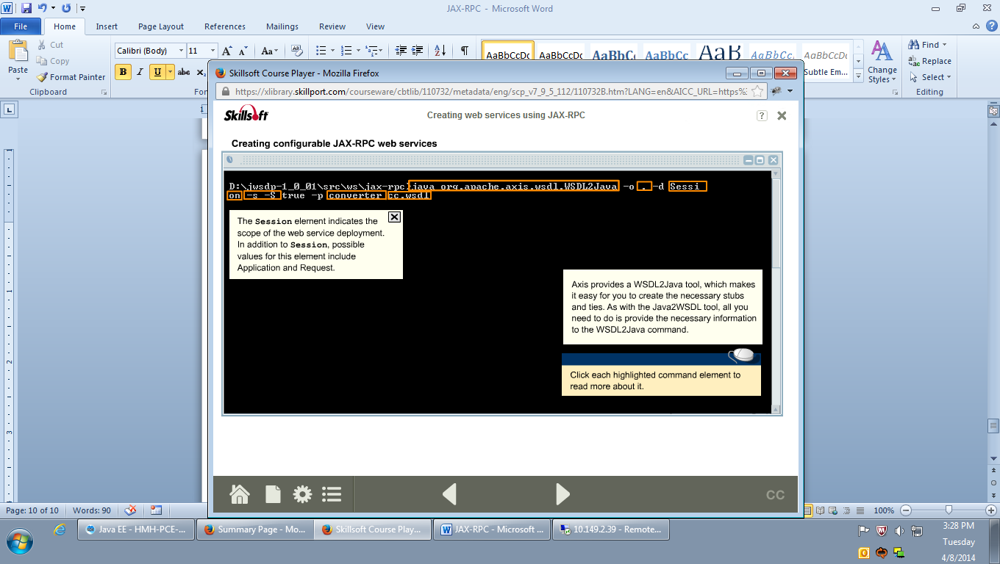 JAX-RPC - Microsoft Word
File Home Insert Page Layout References Mailings Review View
Paste
Cut
Copy
Format Painter
Clipboard
Calibri (Body) 11
B I U abc
AaBbCcDc AaBbCcDc AaBbCc AaBbCc AaB AaBbCc. AaBbCcDc
Subtle Em...
Change
Styles
Find
Replace
Select
Editing
Skillsoft Course Player - Mozilla Firefox
https://xlibrary.skillport.com/courseware/cbtlib/110732/metadata/eng/scp_v7_9_5_112/110732B.htm?LANG=en&AICC_URL=https%3
Skillsoft
Creating web services using JAX-RPC
Creating configurable JAX-RPC web services
D:\jwsdp-1_0_01\src\ws\jax-rpc>java org.apache.axis.wsdl.WSDL2Java -o . -d Sessi
on -s -S true -p converter cc.wsdl
The Session element indicates the
scope of the web service deployment.
In addition to Session, possible
values for this element include
Application and Request.
Axis provides a WSDL2Java tool, which makes
it easy for you to create the necessary stubs
and ties. As with the Java2WSDL tool, all you
need to do is provide the necessary information
to the WSDL2Java command.
Click each highlighted command element to
read more about it.
CC
Page: 10 of 10 Words: 90
100%
Java EE - HMH-PCE-... Summary Page - Mo... Skillsoft Course Play... JAX-RPC - Microsoft ... 10.149.2.39 - Remote...
3:28 PM
Tuesday
4/8/2014